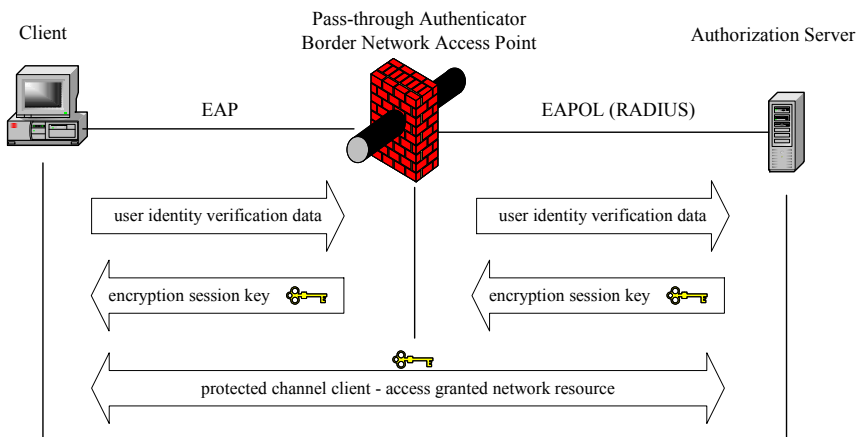 Client
Pass-through Authenticator
Border Network Access Point
Authorization Server
EAP
EAPOL (RADIUS)
user identity verification data
user identity verification data
encryption session key
encryption session key
protected channel client - access granted network resource